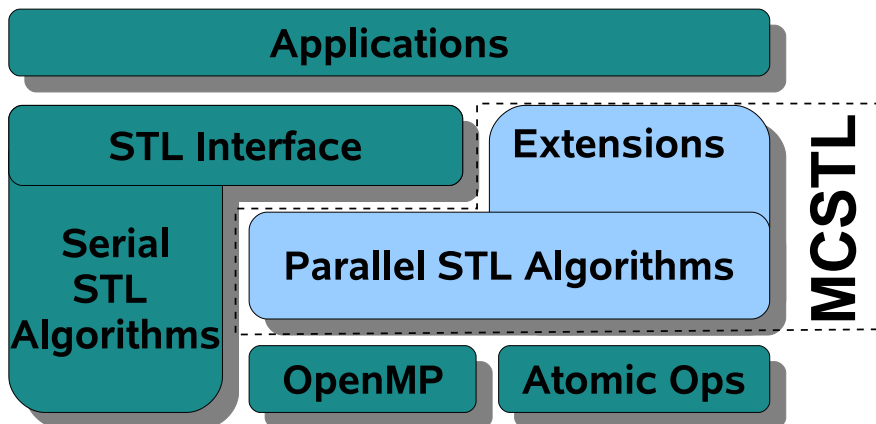 Applications
STL Interface
Extensions
MCSTL
Serial
STL
Algorithms
Parallel STL Algorithms
OpenMP
Atomic Ops